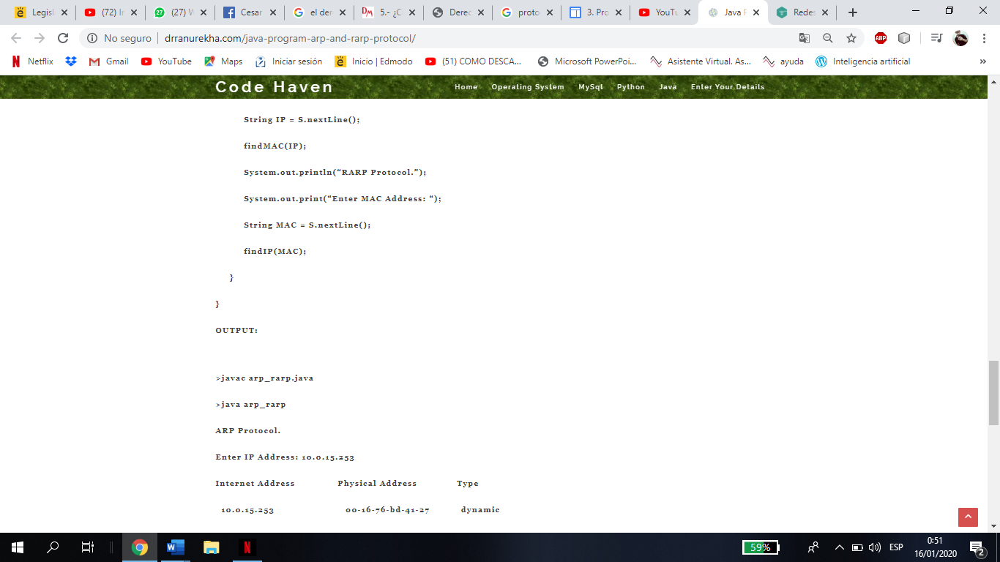 Legisl
(72) Ir
27 (27) W
Cesar
el der
DM 5.- ¿C
Derec
proto
3. Pro
YouTu
Java P
Redes
No seguro | drranurekha.com/java-program-arp-and-rarp-protocol/
ABP
Netflix
Gmail
YouTube
Maps
Iniciar sesión
Inicio | Edmodo
(51) COMO DESCA...
Microsoft PowerPoi...
Asistente Virtual. As...
ayuda
Inteligencia artificial
»
Code Haven
Home Operating System MySql Python Java Enter Your Details
String IP = S.nextLine();
findMAC(IP);
System.out.println(“RARP Protocol.”);
System.out.print(“Enter MAC Address: “);
String MAC = S.nextLine();
findIP(MAC);
}
}
OUTPUT:
>javac arp_rarp.java
>java arp_rarp
ARP Protocol.
Enter IP Address: 10.0.15.253
Internet Address Physical Address Type
10.0.15.253 00-16-76-bd-41-27 dynamic
59%
ESP
0:51
16/01/2020
2